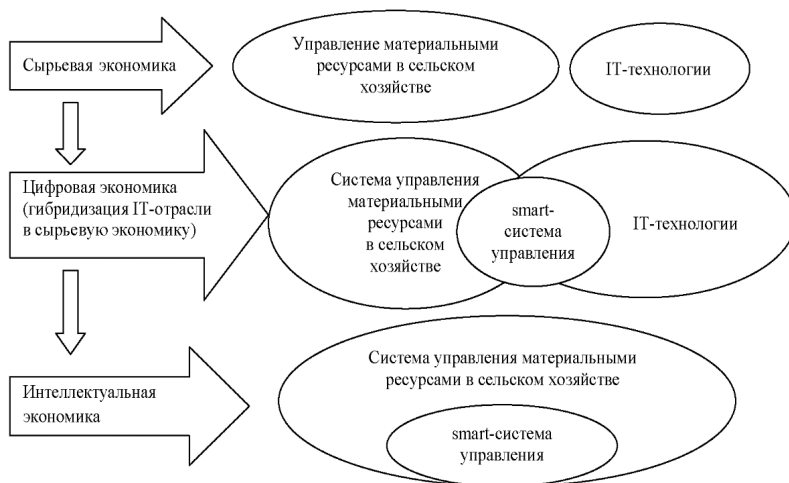 Сырьевая экономика
Управление материальными
ресурсами в сельском
хозяйстве
IT-технологии
Цифровая экономика
(гибридизация IT-отрасли
в сырьевую экономику)
Система управления
материальными
ресурсами
в сельском
хозяйстве
smart-
система
управления
IT-технологии
Интеллектуальная
экономика
Система управления материальными
ресурсами в сельском хозяйстве
smart-система
управления